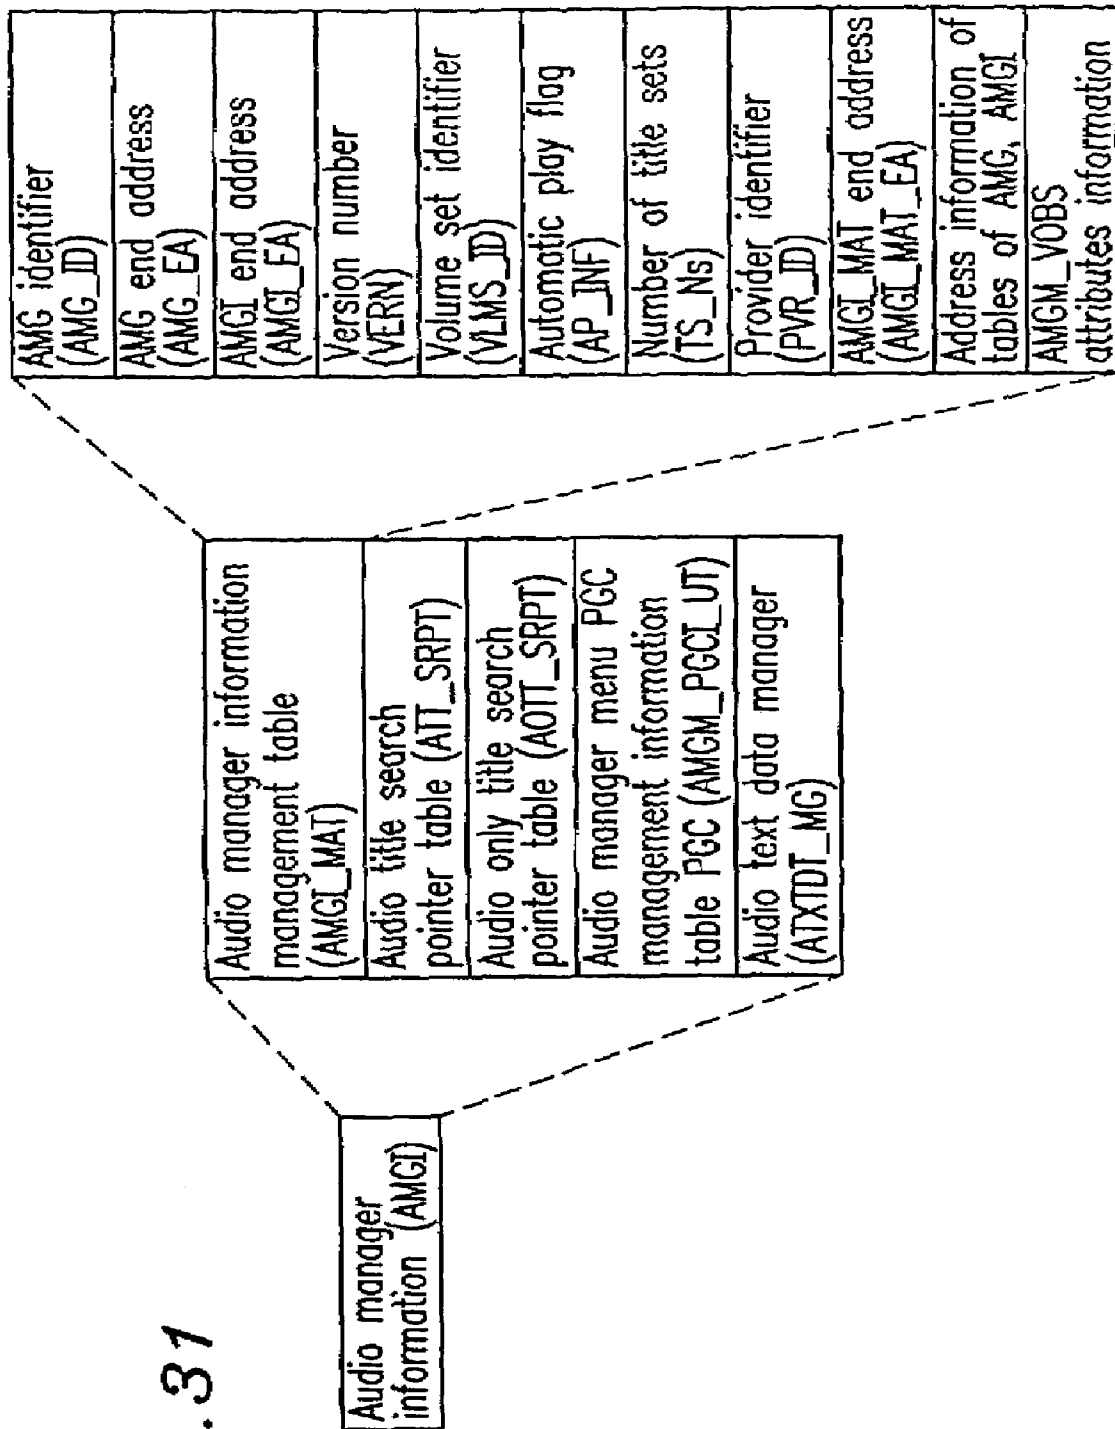 .31
Audio manager
information (AMGI)
Audio manager information
management table
(AMGI_MAT)
Audio title search
pointer table (ATT_SRPT)
Audio only title search
pointer table (AOTT_SRPT)
Audio manager menu PGC
management information
table PGC (AMGM_PGCI_UT)
Audio text data manager
(ATXTDT_MG)
AMG identifier
(AMG_ID)
AMG end address
(AMG_EA)
AMGI end address
(AMGI_EA)
Version number
(VERN)
Volume set identifier
(VLMS_ID)
Automatic play flag
(AP_INF)
Number of title sets
(TS_Ns)
Provider identifier
(PVR_ID)
AMGI_MAT end address
(AMGI_MAT_EA)
Address information of
tables of AMG, AMGI
AMGM_VOBS
attributes information